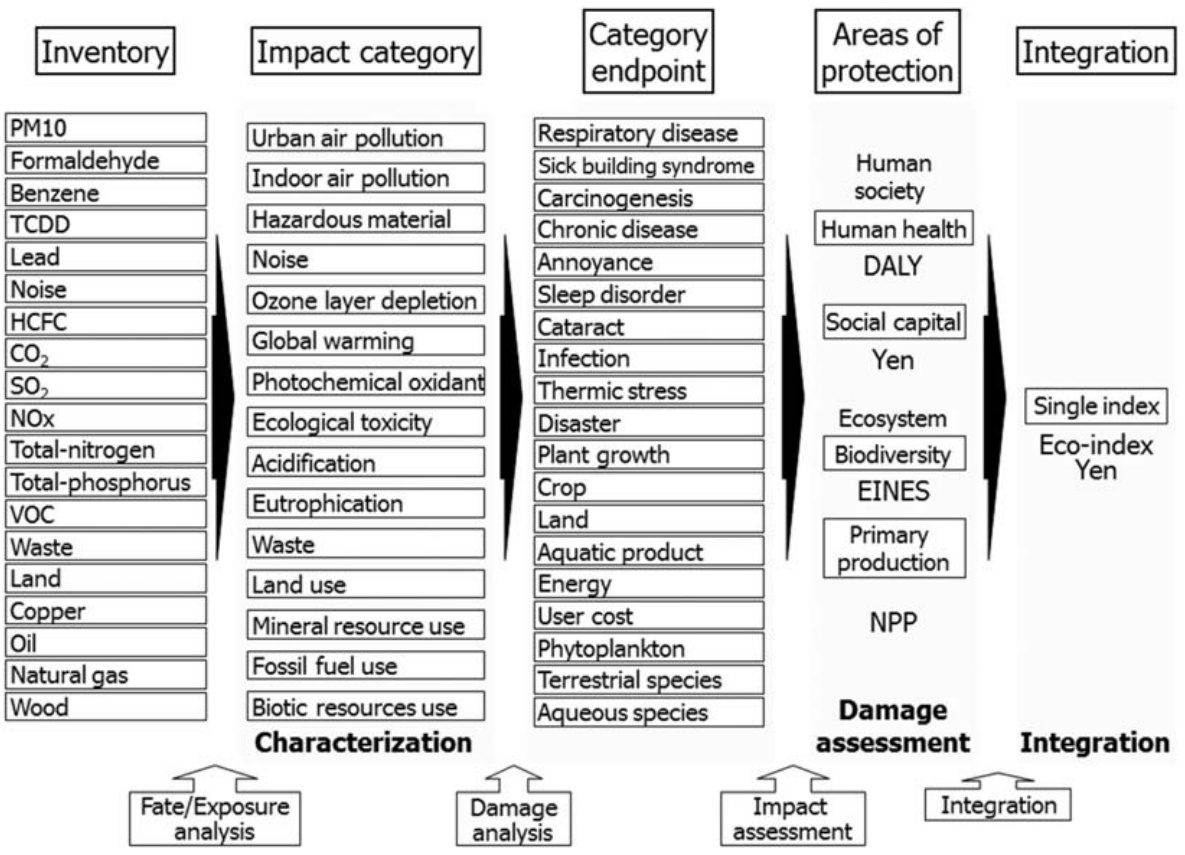 Inventory
Impact category
Category
endpoint
Areas of
protection
Integration
PM10
Formaldehyde
Benzene
TCDD
Lead
Noise
HCFC
CO₂
SO₂
NOx
Total-nitrogen
Total-phosphorus
VOC
Waste
Land
Copper
Oil
Natural gas
Wood
Urban air pollution
Indoor air pollution
Hazardous material
Noise
Ozone layer depletion
Global warming
Photochemical oxidant
Ecological toxicity
Acidification
Eutrophication
Waste
Land use
Mineral resource use
Fossil fuel use
Biotic resources use
Characterization
Respiratory disease
Sick building syndrome
Carcinogenesis
Chronic disease
Annoyance
Sleep disorder
Cataract
Infection
Thermic stress
Disaster
Plant growth
Crop
Land
Aquatic product
Energy
User cost
Phytoplankton
Terrestrial species
Aqueous species
Human
society
Human health
DALY
Social capital
Yen
Ecosystem
Biodiversity
EINES
Primary
production
NPP
Damage
assessment
Single index
Eco-index
Yen
Integration
Fate/Exposure
analysis
Damage
analysis
Impact
assessment
Integration